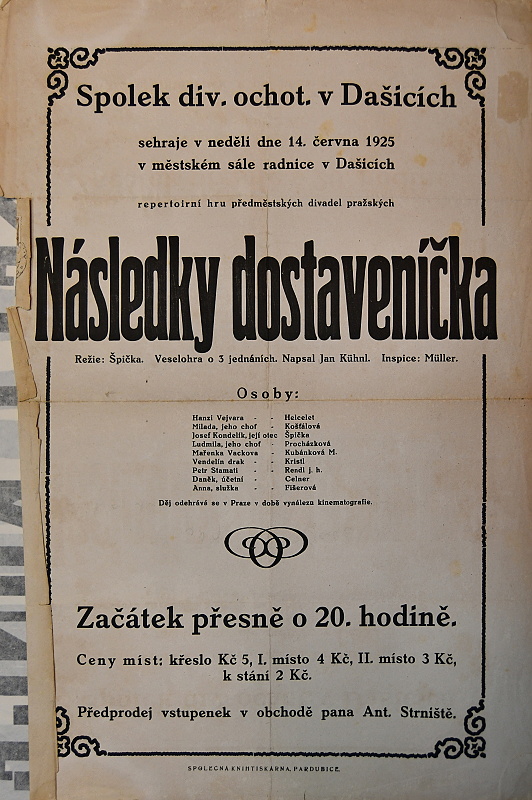 Spolek div. ochot. v Dašicích
sehraje v neděli dne 14. června 1925
v městském sále radnice v Dašicích
repertoirní hru předměstských divadel pražských
Následky dostaveníčka
Režie: Špička. Veselohra o 3 jednáních. Napsal Jan Kühnl. Inspice: Müller.
Osoby:
Hanzi Vejvara - - Helcelet
Milada, jeho choť - Košťálová
Josef Kondelík, její otec Špička
Ludmila, jeho choť - Procházková
Mařenka Vackova - Kubánková M.
Vendelín drak - - Kristl
Petr Stamati - - Rendl j. h.
Daněk, účetní - - Celner
Anna, služka - - Fišerová
Děj odehrává se v Praze v době vynálezu kinematografie.
Začátek přesně o 20. hodině.
Ceny míst: křeslo Kč 5, I. místo 4 Kč, II. místo 3 Kč,
k stání 2 Kč.
Předprodej vstupenek v obchodě pana Ant. Strniště.
SPOLEČNÁ KNIHTISKÁRNA, PARDUBICE.